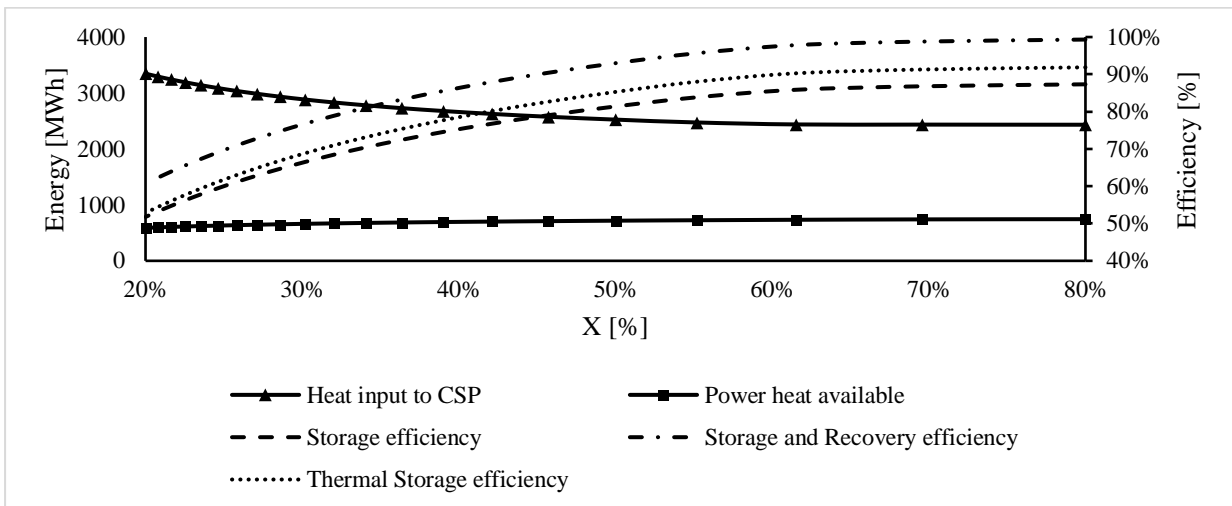 4000
3000
2000
1000
0
Energy [MWh]
100%
90%
80%
70%
60%
50%
40%
Efficiency [%]
20% 30% 40% 50% 60% 70% 80%
X [%]
Heat input to CSP Power heat available
Storage efficiency Storage and Recovery efficiency
Thermal Storage efficiency